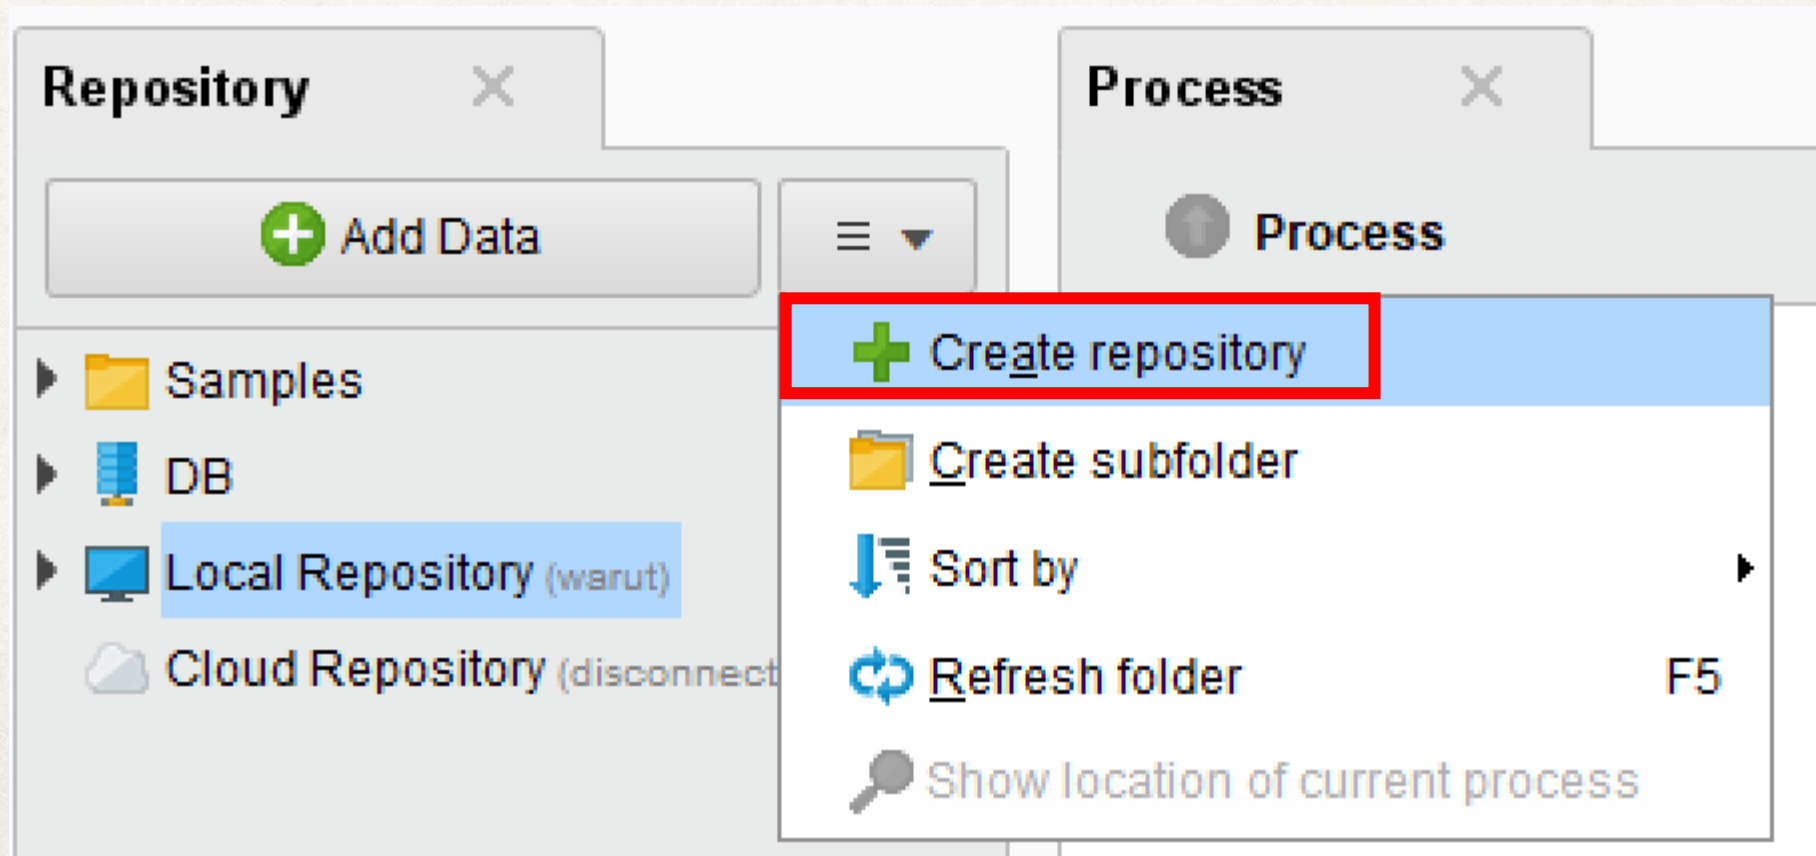 Repository
Process
Add Data
Process
Samples
DB
Local Repository (warut)
Cloud Repository (disconnect
Create repository
Create subfolder
Sort by
Refresh folder F5
Show location of current process